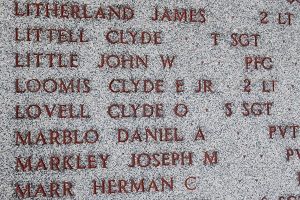 LITHERLAND JAMES 2 LT
LITTELL CLYDE T SGT
LITTLE JOHN W PFC
LOOMIS CLYDE E JR 2 LT
LOVELL CLYDE O S SGT
MARBLO DANIEL A PVT
MARKLEY JOSEPH M PV
MARR HERMAN C